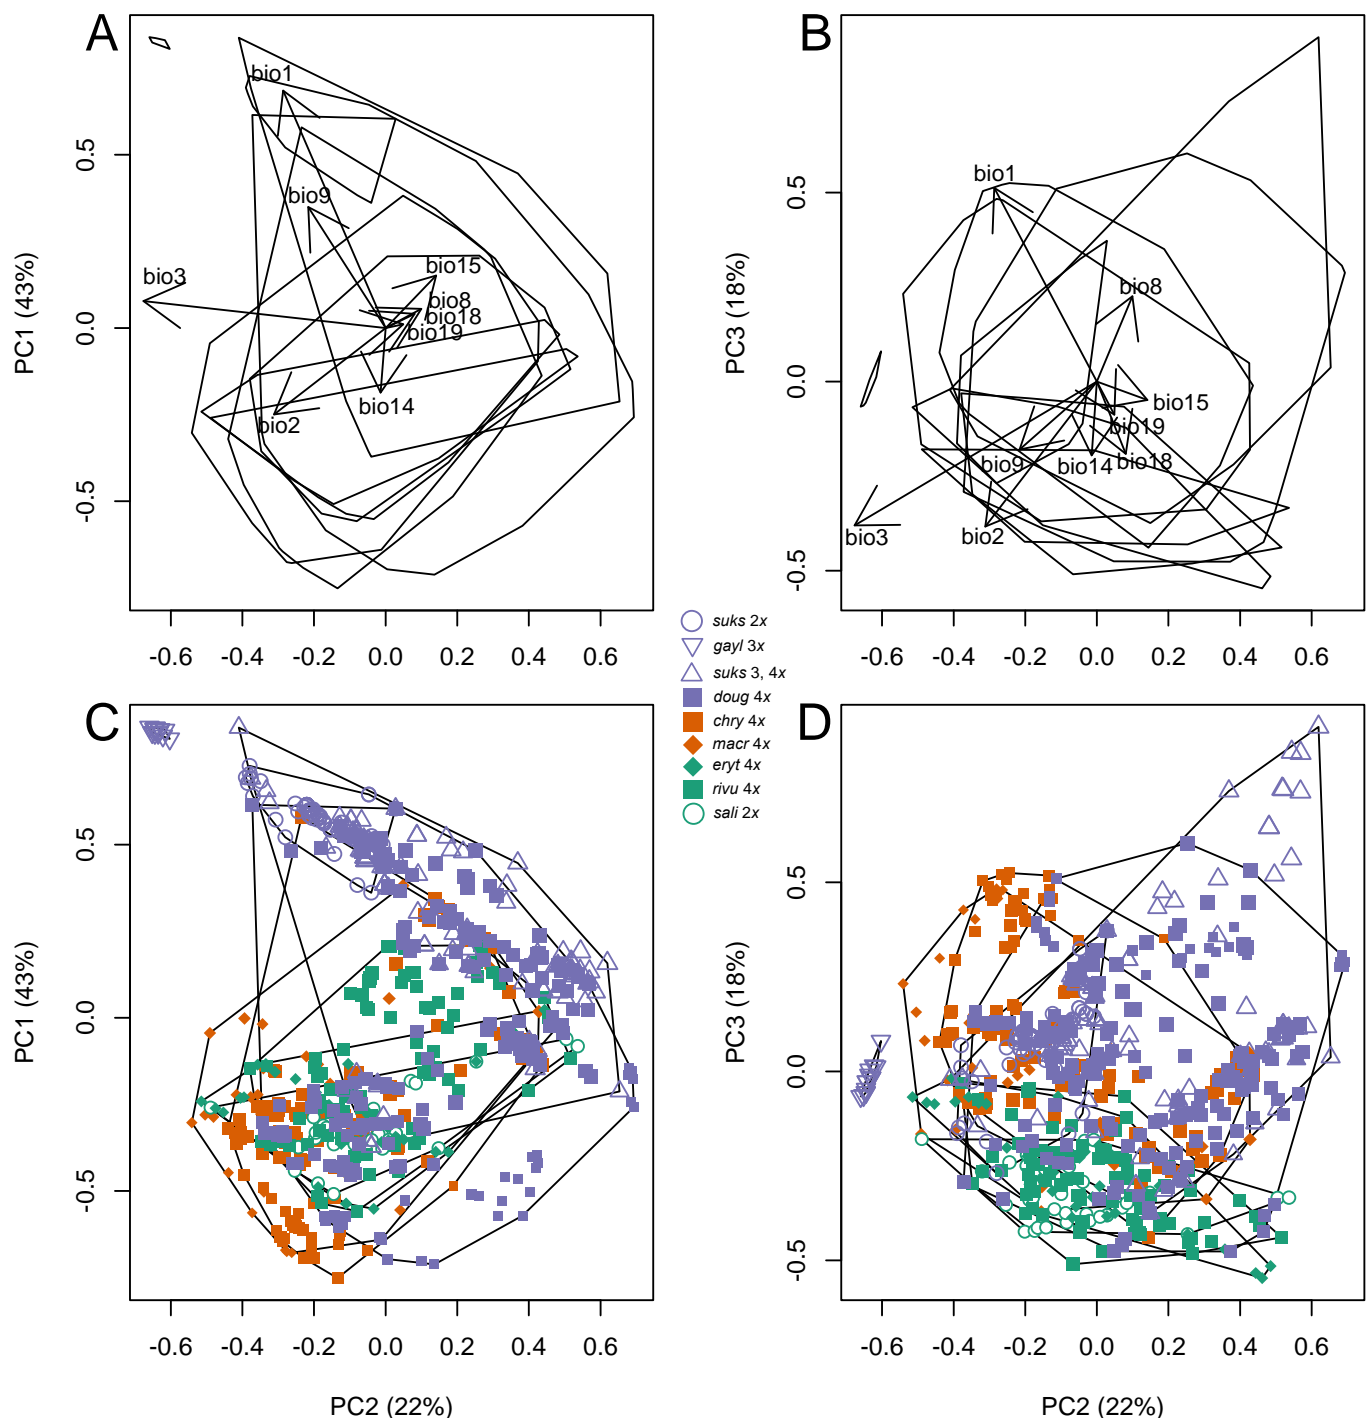 A
bio1
bio9
bio3
bio15
bio8
bio18
bio19
bio14
bio2
PC1 (43%)
0.5
0.0
-0.5
-0.6 -0.4 -0.2 0.0 0.2 0.4 0.6
B
bio1
bio8
bio15
bio19
bio18
bio14
bio9
bio2
bio3
PC3 (18%)
0.5
0.0
-0.5
-0.6 -0.4 -0.2 0.0 0.2 0.4 0.6
suks 2x
gayl 3x
suks 3, 4x
doug 4x
chry 4x
macr 4x
eryt 4x
rivu 4x
sali 2x
C
PC1 (43%)
0.5
0.0
-0.5
-0.6 -0.4 -0.2 0.0 0.2 0.4 0.6
PC2 (22%)
D
PC3 (18%)
0.5
0.0
-0.5
-0.6 -0.4 -0.2 0.0 0.2 0.4 0.6
PC2 (22%)